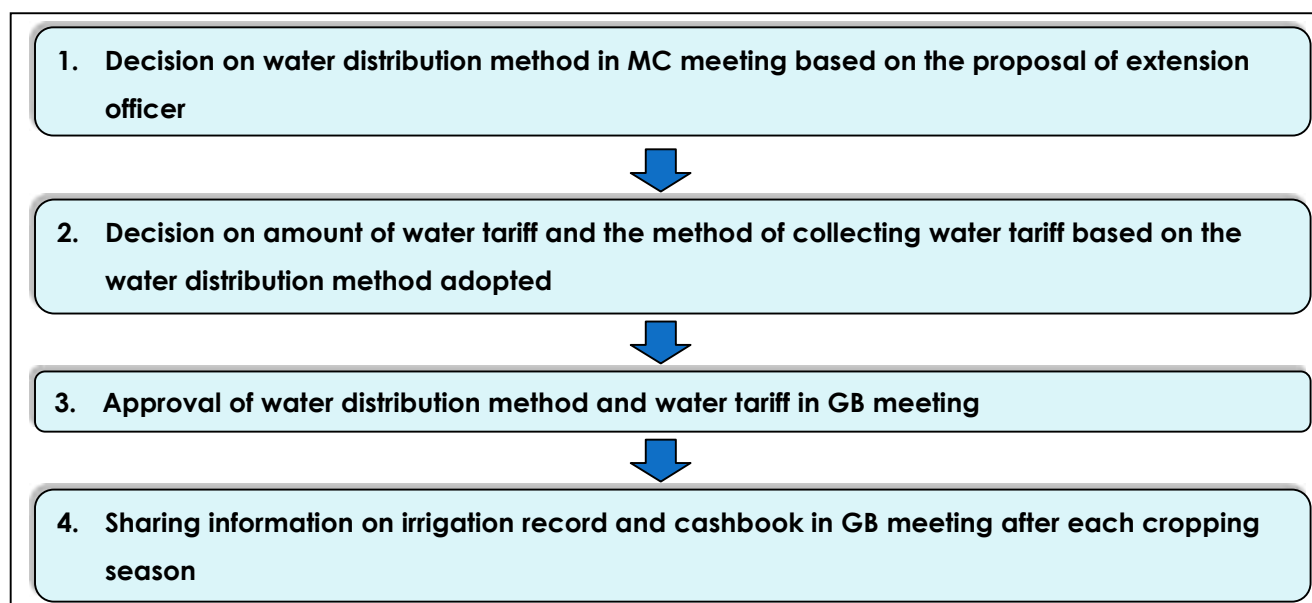 1. Decision on water distribution method in MC meeting based on the proposal of extension
officer
2. Decision on amount of water tariff and the method of collecting water tariff based on the
water distribution method adopted
3. Approval of water distribution method and water tariff in GB meeting
4. Sharing information on irrigation record and cashbook in GB meeting after each cropping
season